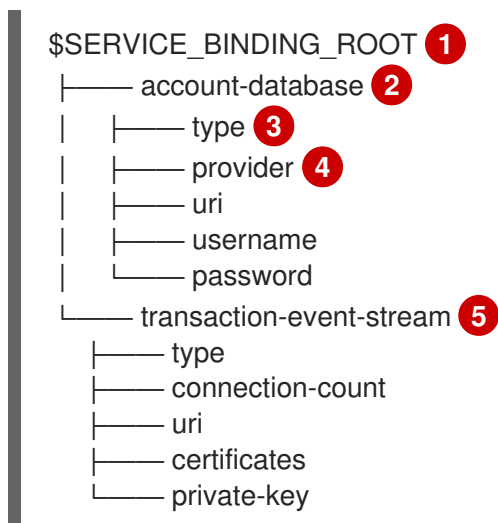 $SERVICE_BINDING_ROOT 1
├── account-database 2
│ ├── type 3
│ ├── provider 4
│ ├── uri
│ ├── username
│ └── password
└── transaction-event-stream 5
├── type
├── connection-count
├── uri
├── certificates
└── private-key